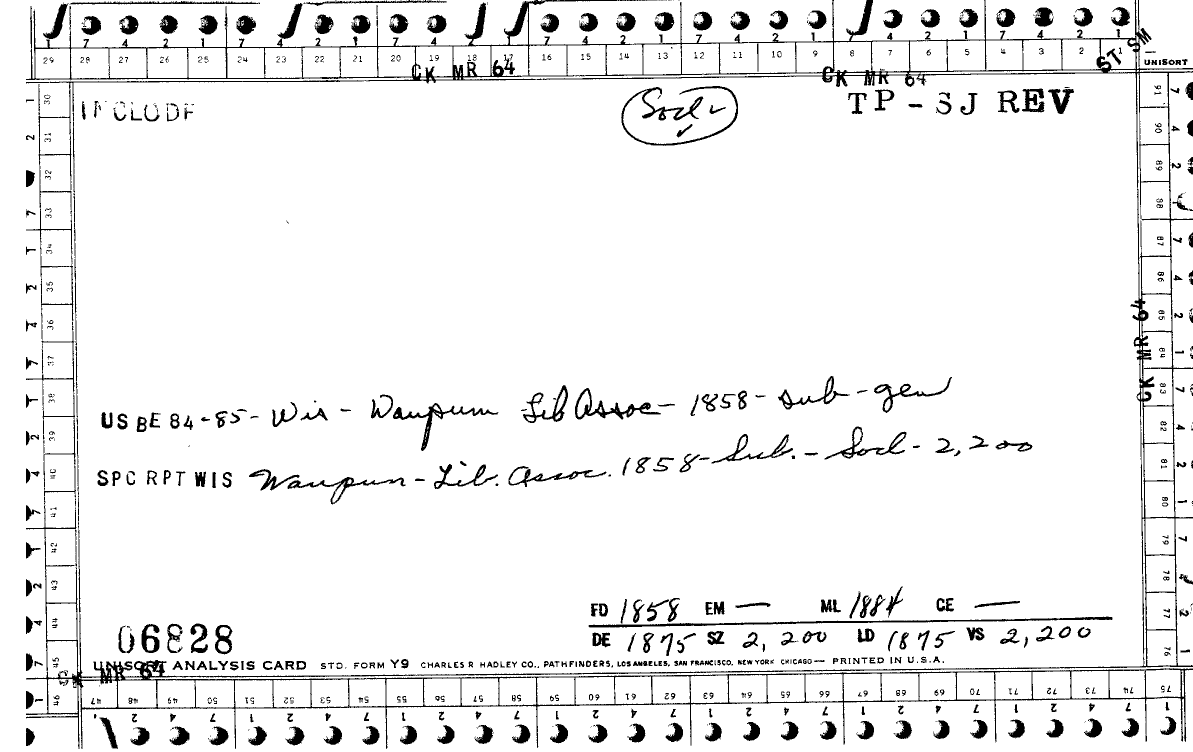 1 7 4 2 1 7 4 2 1 7 4 2 1 7 4 2 1 7 4 2 1 7 4 2 1 7 4 2 1
29 28 27 26 25 24 23 22 21 20 19 18 17 16 15 14 13 12 11 10 9 8 7 6 5 4 3 2 1 UNISORT
CK MR 64 CK MR 64 ST SM
INCLUDE Socl TP - SJ REV
30 31 32 33 34 35 36 37 38 39 40 41 42 43 44 45 46
91 90 89 88 87 86 85 84 83 82 81 80 79 78 77 76
CK MR 64
US BE 84-85- Wis - Waupun Lib Assoc - 1858 - sub - gen
SPC RPT WIS Waupun - Lib. Assoc. 1858 - Sub. - Socl - 2,200
FD 1858 EM — ML 1884 CE —
DE 1875 SZ 2,200 LD 1875 VS 2,200
06828
CK MR 64
UNISORT ANALYSIS CARD STD. FORM Y9 CHARLES R HADLEY CO., PATHFINDERS, LOS ANGELES, SAN FRANCISCO, NEW YORK CHICAGO — PRINTED IN U.S.A.
47 48 49 50 51 52 53 54 55 56 57 58 59 60 61 62 63 64 65 66 67 68 69 70 71 72 73 74 75